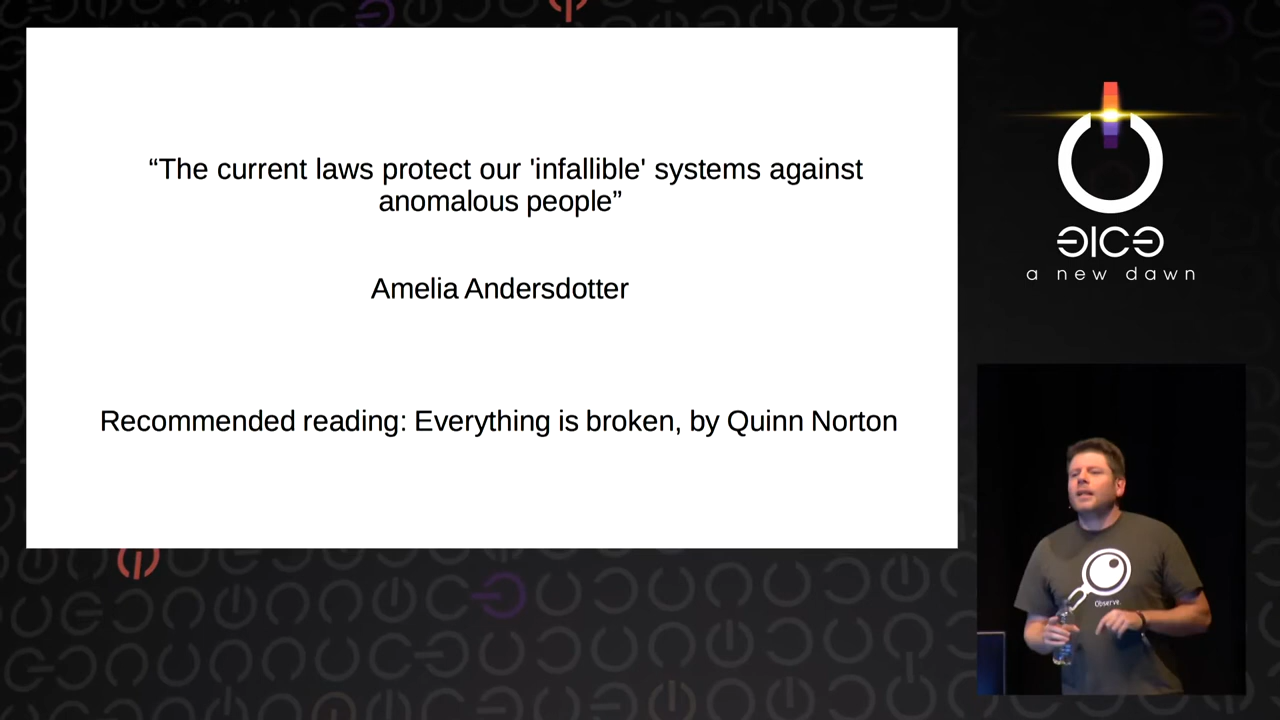 “The current laws protect our 'infallible' systems against
anomalous people”
Amelia Andersdotter
Recommended reading: Everything is broken, by Quinn Norton
31C3
a new dawn
Observe.